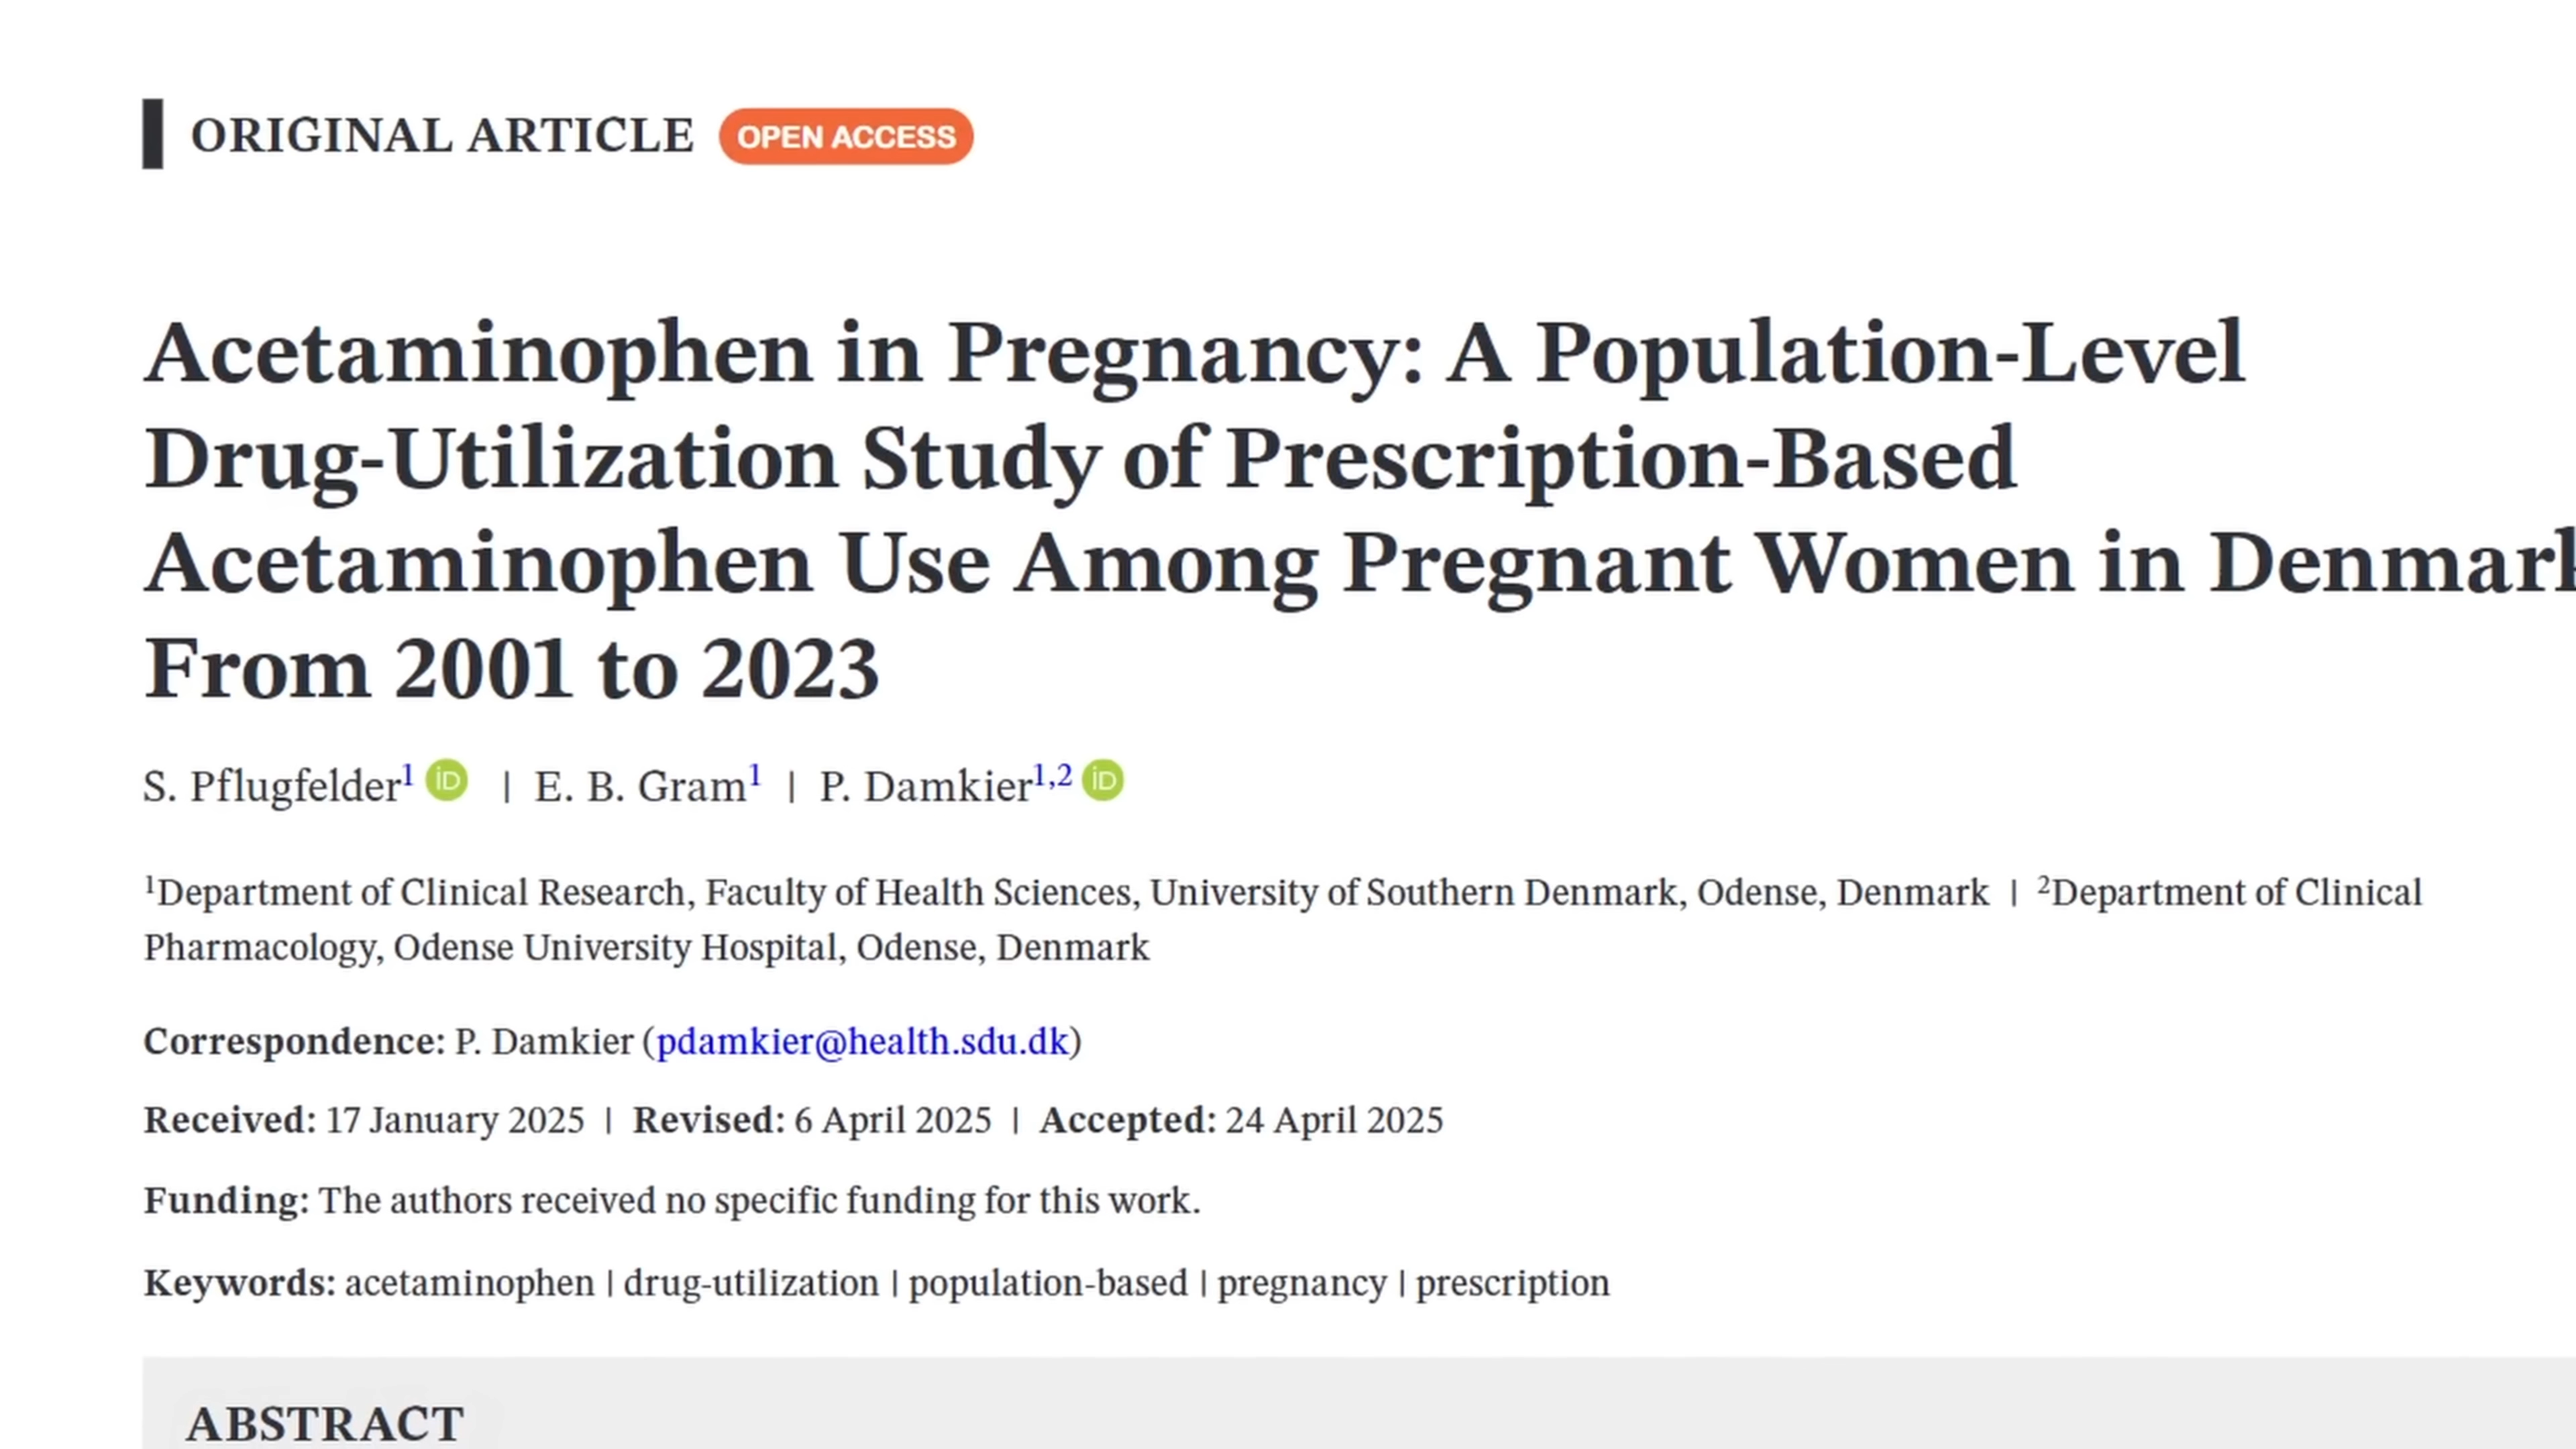 ORIGINAL ARTICLE OPEN ACCESS
Acetaminophen in Pregnancy: A Population-Level
Drug-Utilization Study of Prescription-Based
Acetaminophen Use Among Pregnant Women in Denmark
From 2001 to 2023
S. Pflugfelder1 iD | E. B. Gram1 | P. Damkier1,2 iD
1Department of Clinical Research, Faculty of Health Sciences, University of Southern Denmark, Odense, Denmark | 2Department of Clinical
Pharmacology, Odense University Hospital, Odense, Denmark
Correspondence: P. Damkier (pdamkier@health.sdu.dk)
Received: 17 January 2025 | Revised: 6 April 2025 | Accepted: 24 April 2025
Funding: The authors received no specific funding for this work.
Keywords: acetaminophen | drug-utilization | population-based | pregnancy | prescription
ABSTRACT